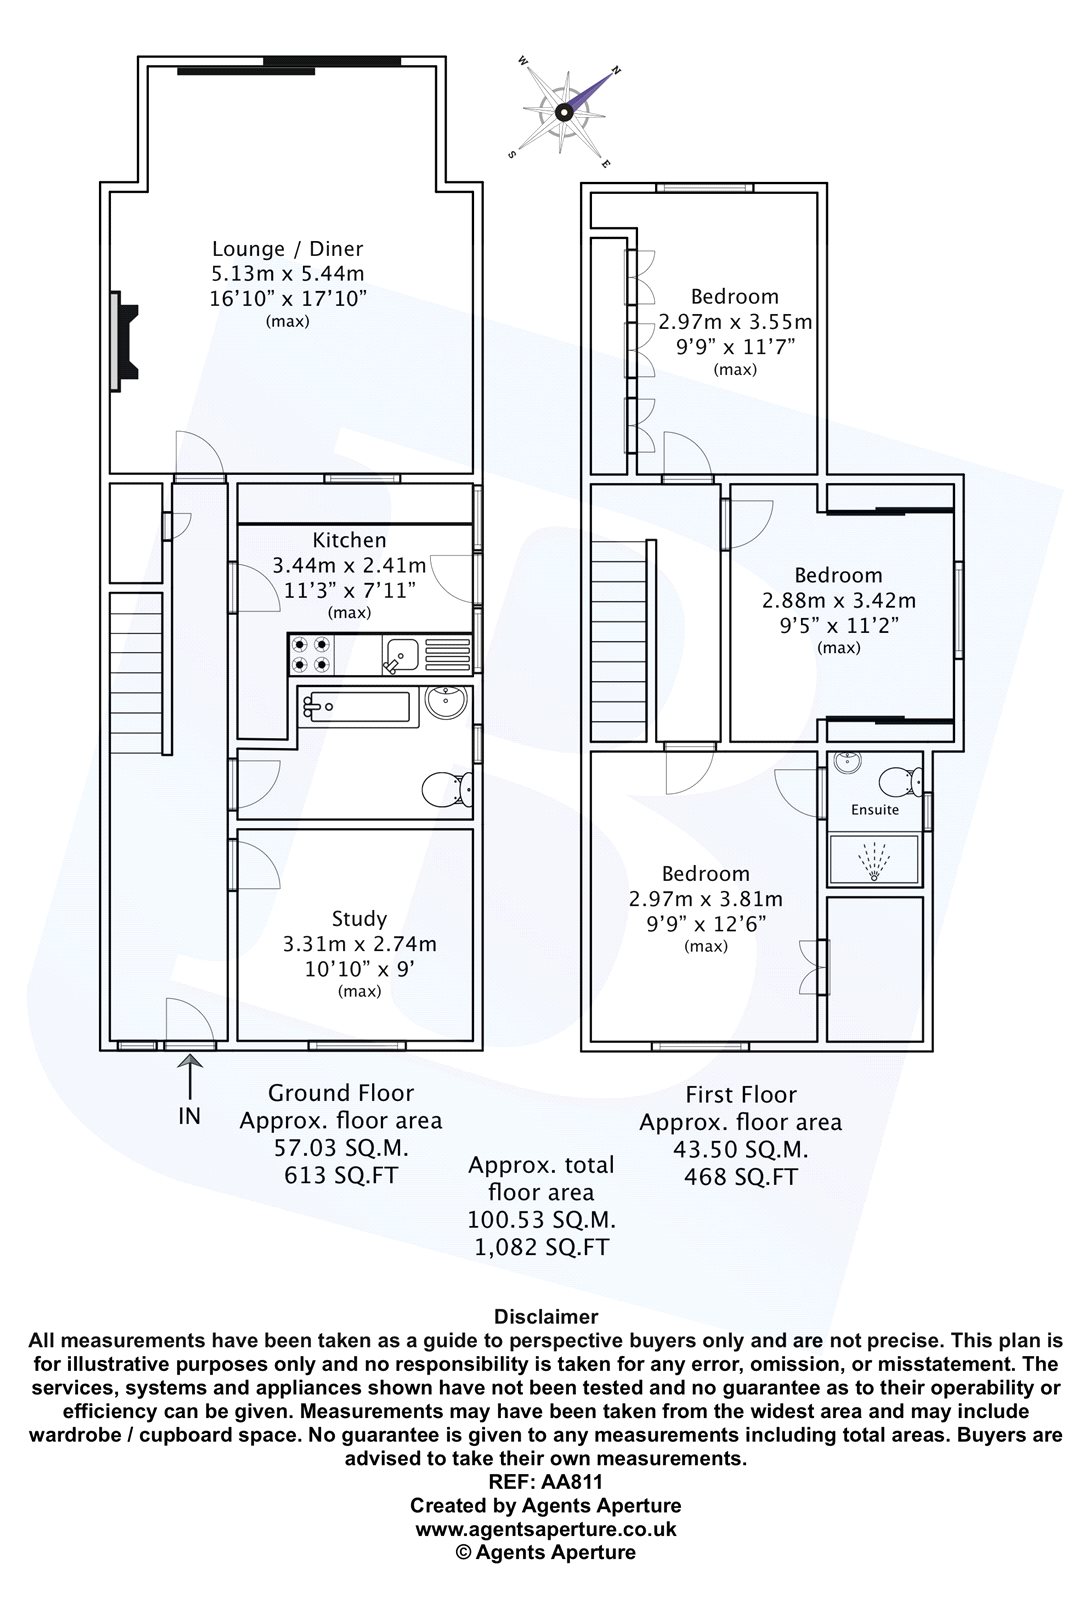 W
N
S
E
Lounge / Diner
5.13m x 5.44m
16'10” x 17'10”
(max)
Bedroom
2.97m x 3.55m
9'9” x 11'7”
(max)
Kitchen
3.44m x 2.41m
11'3” x 7'11”
(max)
Bedroom
2.88m x 3.42m
9'5” x 11'2”
(max)
Ensuite
Bedroom
2.97m x 3.81m
9'9” x 12'6”
(max)
Study
3.31m x 2.74m
10'10” x 9'
(max)
IN
Ground Floor
Approx. floor area
57.03 SQ.M.
613 SQ.FT
First Floor
Approx. floor area
43.50 SQ.M.
468 SQ.FT
Approx. total
floor area
100.53 SQ.M.
1,082 SQ.FT
Disclaimer
All measurements have been taken as a guide to perspective buyers only and are not precise. This plan is
for illustrative purposes only and no responsibility is taken for any error, omission, or misstatement. The
services, systems and appliances shown have not been tested and no guarantee as to their operability or
efficiency can be given. Measurements may have been taken from the widest area and may include
wardrobe / cupboard space. No guarantee is given to any measurements including total areas. Buyers are
advised to take their own measurements.
REF: AA811
Created by Agents Aperture
www.agentsaperture.co.uk
© Agents Aperture